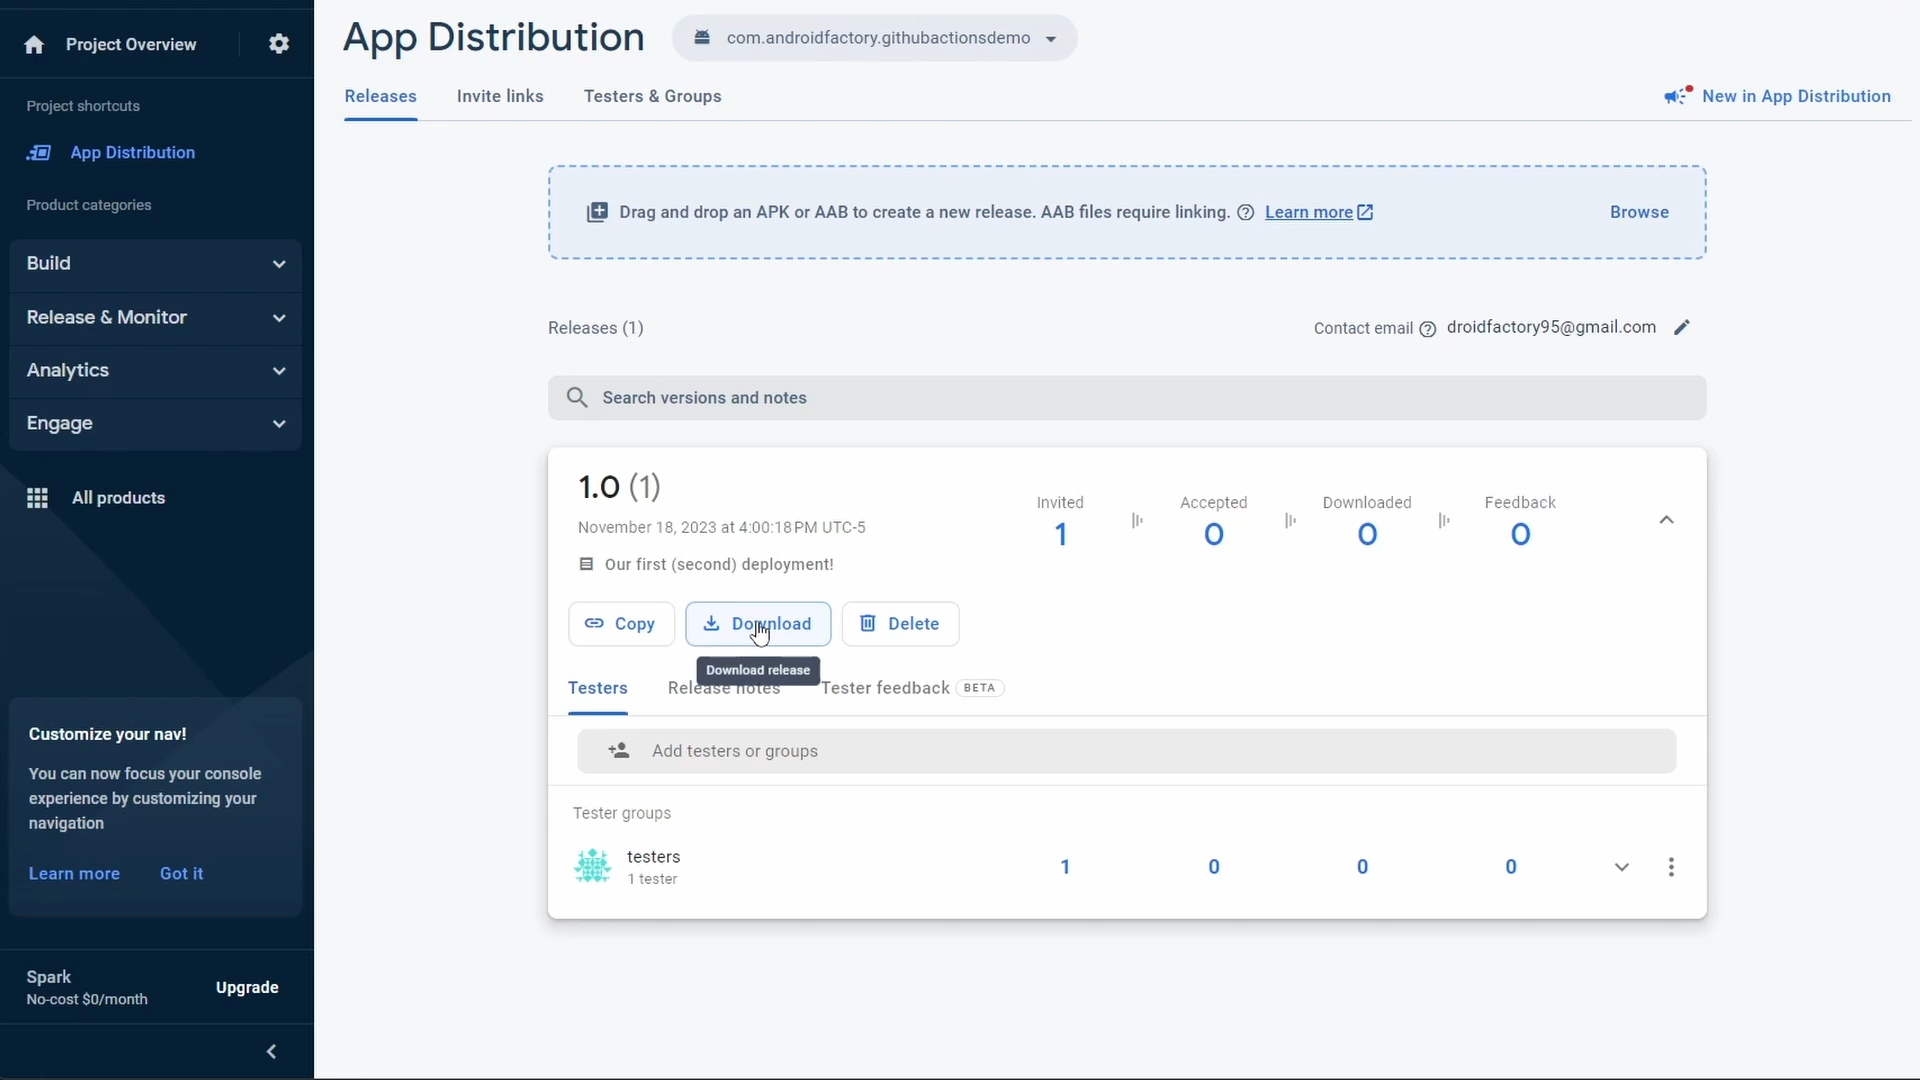 Project Overview
Project shortcuts
App Distribution
Product categories
Build
Release & Monitor
Analytics
Engage
All products
Customize your nav!
You can now focus your console
experience by customizing your
navigation
Learn more Got it
Spark
No-cost $0/month
Upgrade
App Distribution com.androidfactory.githubactionsdemo
Releases Invite links Testers & Groups New in App Distribution
Drag and drop an APK or AAB to create a new release. AAB files require linking. Learn more Browse
Releases (1) Contact email droidfactory95@gmail.com
Search versions and notes
1.0 (1)
November 18, 2023 at 4:00:18 PM UTC-5
Our first (second) deployment!
Invited Accepted Downloaded Feedback
1 0 0 0
Copy Download Delete
Download release
Testers Release notes Tester feedback BETA
Add testers or groups
Tester groups
testers
1 tester
1 0 0 0